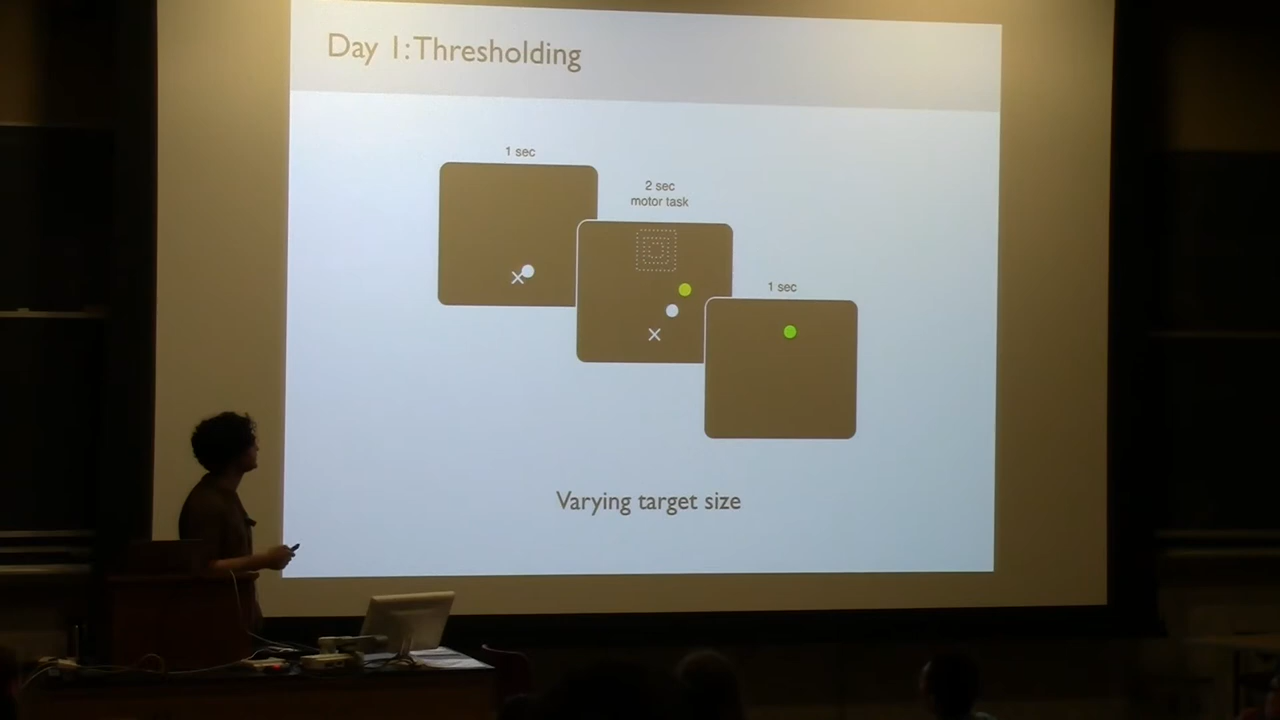 Day 1: Thresholding
1 sec
2 sec
motor task
1 sec
Varying target size